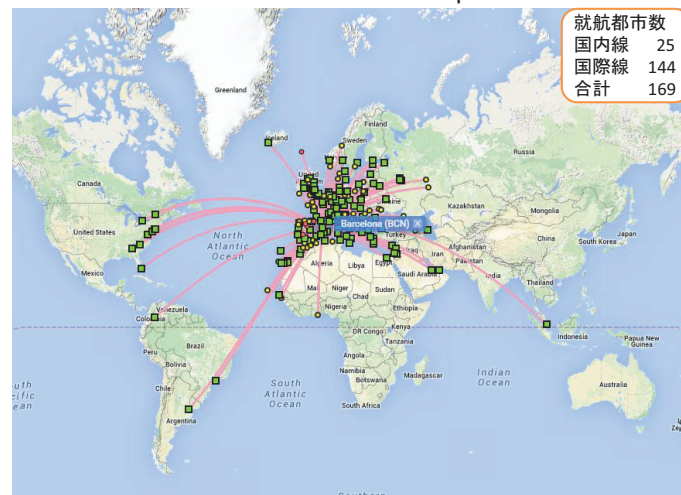 就航都市数
国内線 25
国際線 144
合計 169
Greenland
Iceland
Finland
Sweden
Russia
Canada
United
Ukraine
Kazakhstan
Mongolia
Barcelona (BCN) ×
United States
North
Atlantic
Ocean
Turkey
Afghanistan
China
South Korea
Japan
Iran
Pakistan
Algeria
Libya
Egypt
Saudi Arabia
India
Mexico
Mali
Niger
Chad
Sudan
Thailand
Nigeria
Ethiopia
Venezuela
Colombia
DR Congo
Kenya
Tanzania
Indonesia
Papua New
Guinea
Peru
Brazil
Bolivia
Angola
Namibia
Botswana
Madagascar
Chile
South
Atlantic
Ocean
Indian
Ocean
Australia
South Africa
Argentina